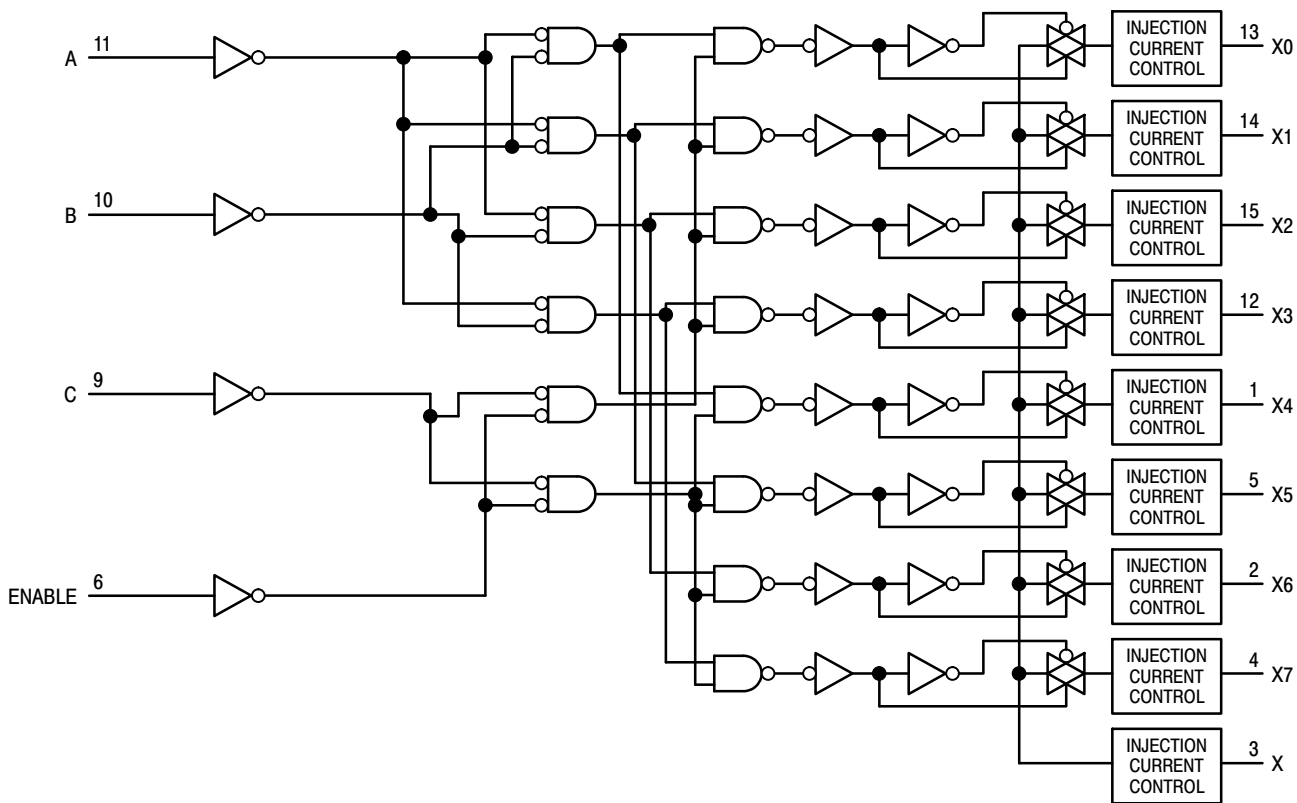 A 11
INJECTION
CURRENT
CONTROL
13 X0
INJECTION
CURRENT
CONTROL
14 X1
B 10
INJECTION
CURRENT
CONTROL
15 X2
INJECTION
CURRENT
CONTROL
12 X3
C 9
INJECTION
CURRENT
CONTROL
1 X4
INJECTION
CURRENT
CONTROL
5 X5
ENABLE 6
INJECTION
CURRENT
CONTROL
2 X6
INJECTION
CURRENT
CONTROL
4 X7
INJECTION
CURRENT
CONTROL
3 X